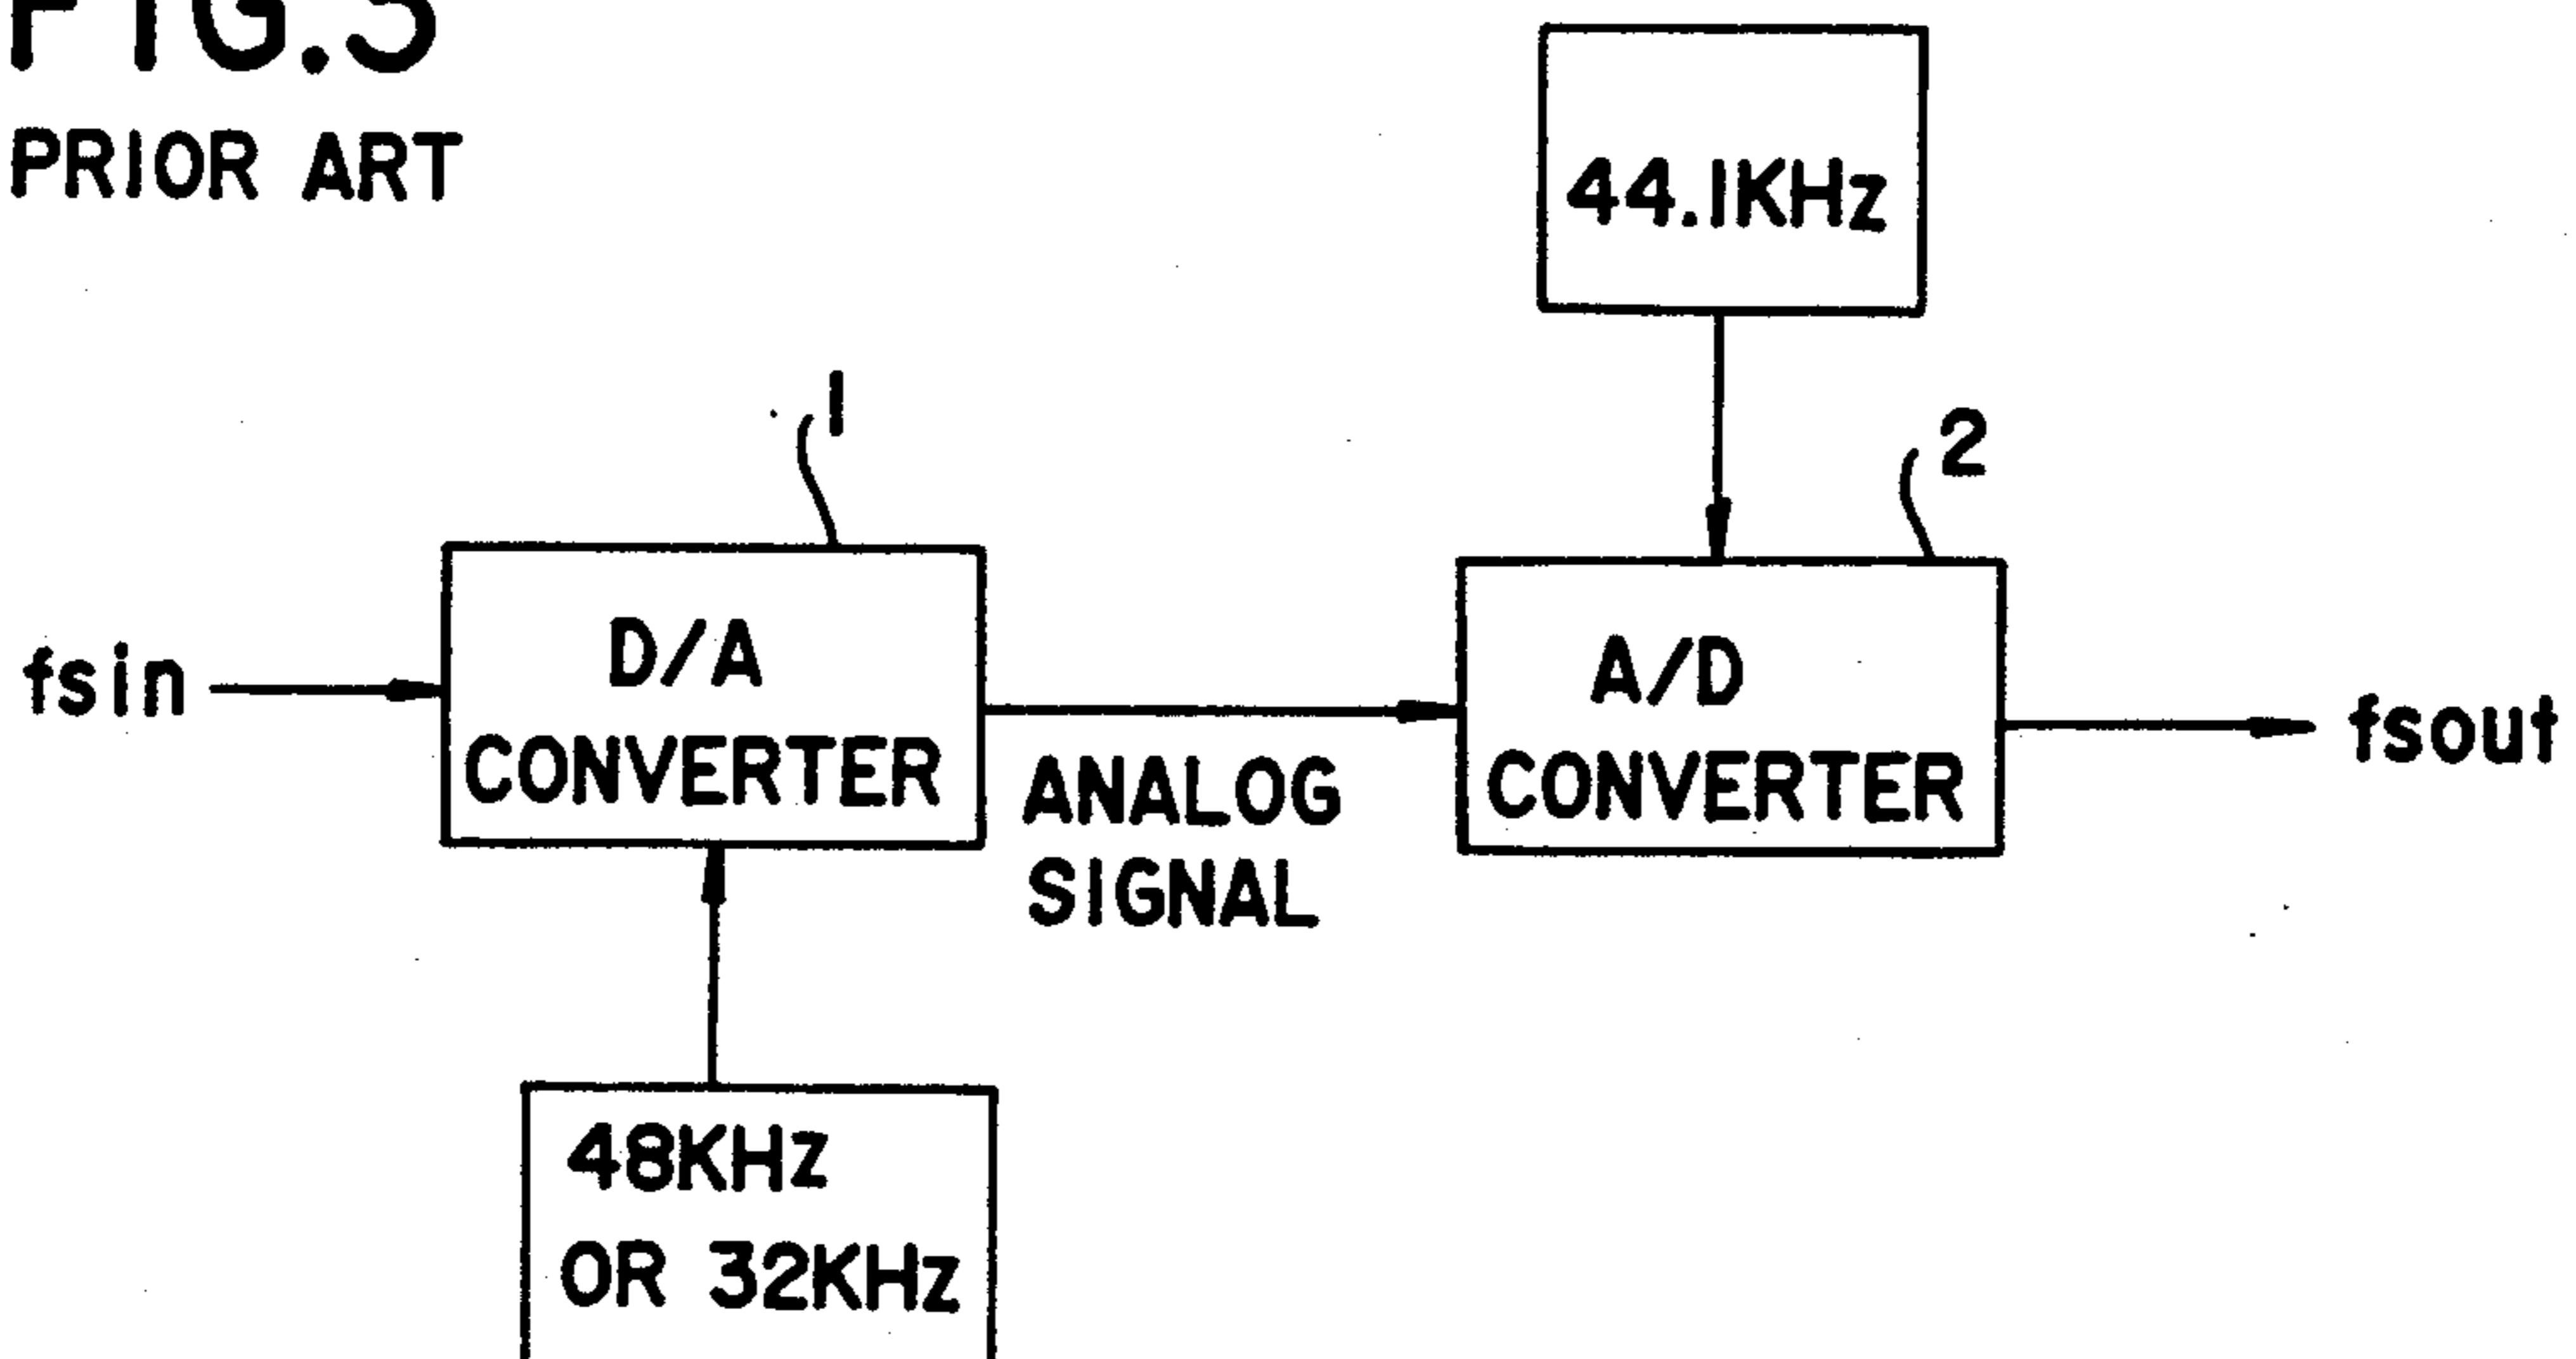 FIG.3
PRIOR ART
44.1KHz
1
2
fsin
D/A
CONVERTER
ANALOG
SIGNAL
A/D
CONVERTER
fsout
48KHz
OR 32KHz